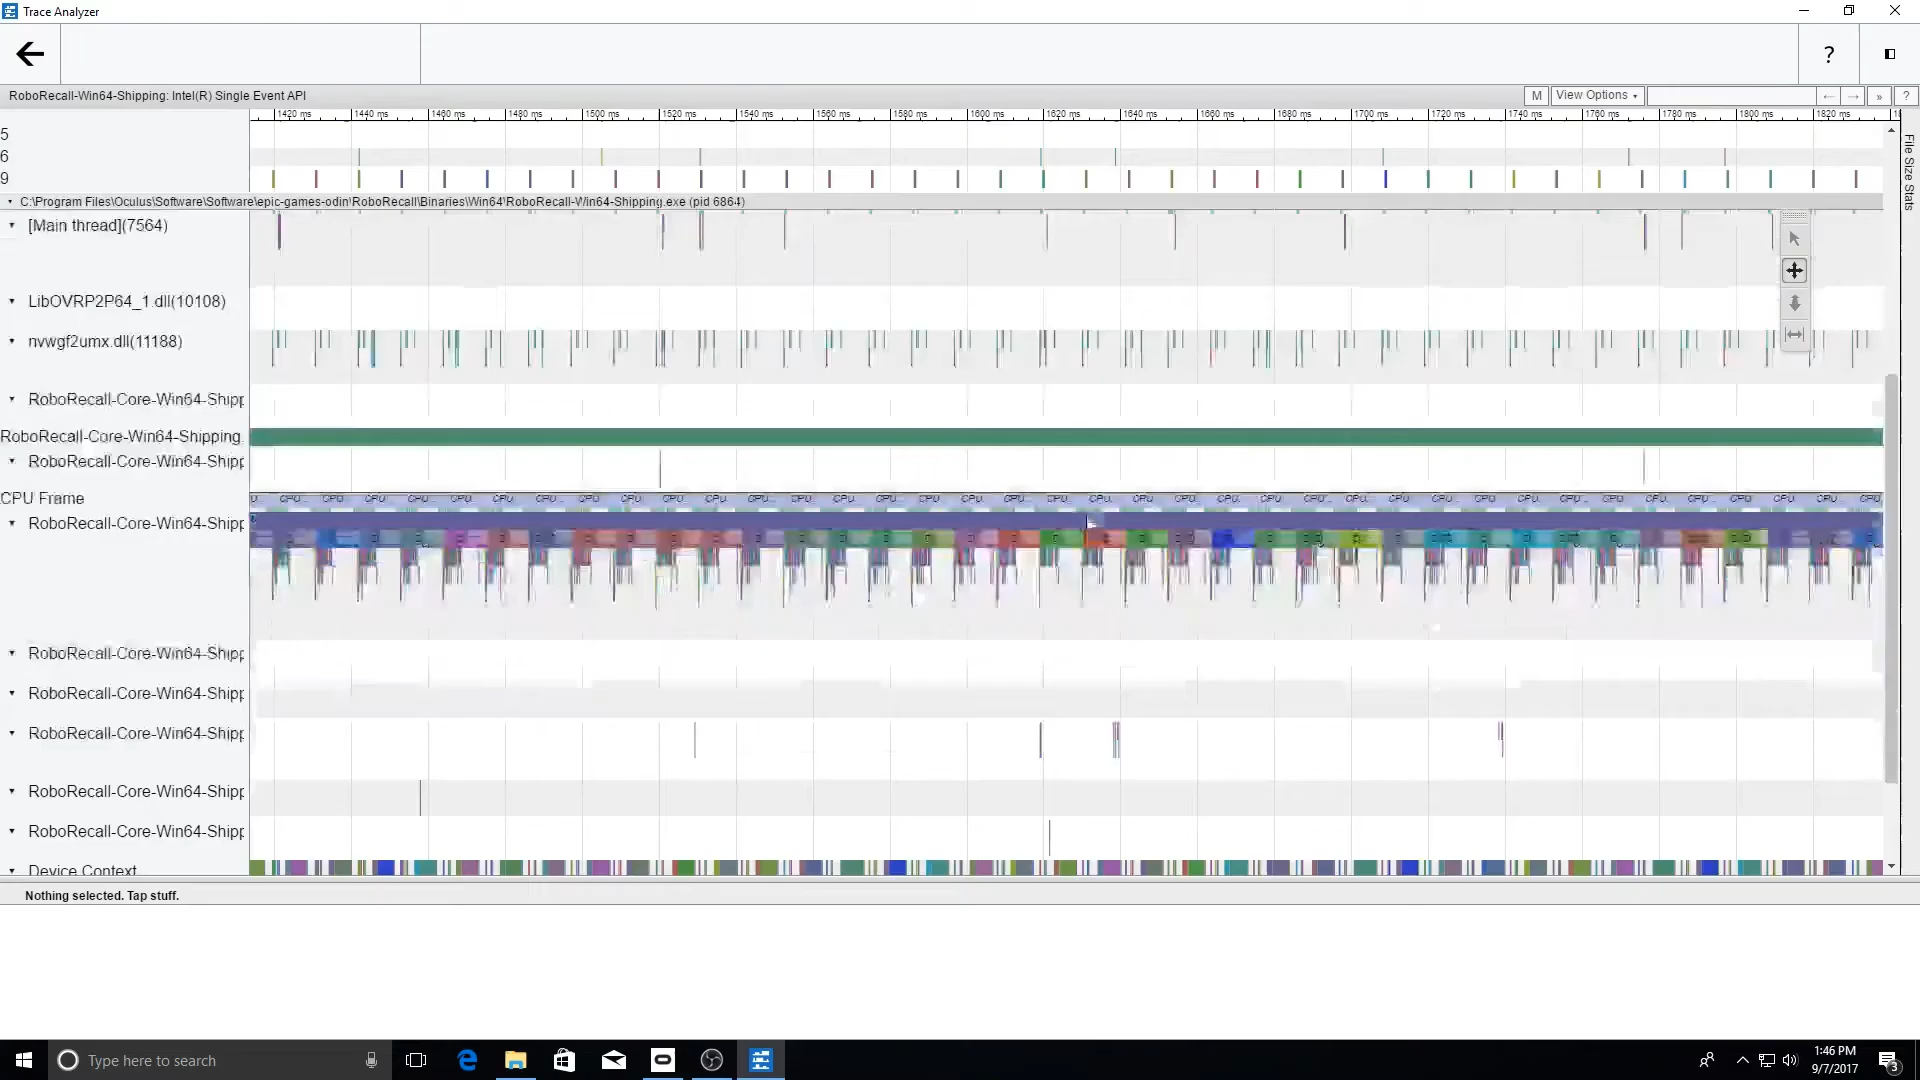 Trace Analyzer
?
RoboRecall-Win64-Shipping: Intel(R) Single Event API
M View Options
» ?
1420 ms 1440 ms 1460 ms 1480 ms 1500 ms 1520 ms 1540 ms 1560 ms 1580 ms 1600 ms 1620 ms 1640 ms 1660 ms 1680 ms 1700 ms 1720 ms 1740 ms 1760 ms 1780 ms 1800 ms 1820 ms
File Size Stats
5
6
9
C:\Program Files\Oculus\Software\Software\epic-games-odin\RoboRecall\Binaries\Win64\RoboRecall-Win64-Shipping.exe (pid 6864)
[Main thread](7564)
LibOVRP2P64_1.dll(10108)
nvwgf2umx.dll(11188)
RoboRecall-Core-Win64-Shipp
RoboRecall-Core-Win64-Shipping
RoboRecall-Core-Win64-Shipp
CPU Frame
RoboRecall-Core-Win64-Shipp
RoboRecall-Core-Win64-Shipp
RoboRecall-Core-Win64-Shipp
RoboRecall-Core-Win64-Shipp
RoboRecall-Core-Win64-Shipp
RoboRecall-Core-Win64-Shipp
Device Context
Nothing selected. Tap stuff.
Type here to search
1:46 PM
9/7/2017
3